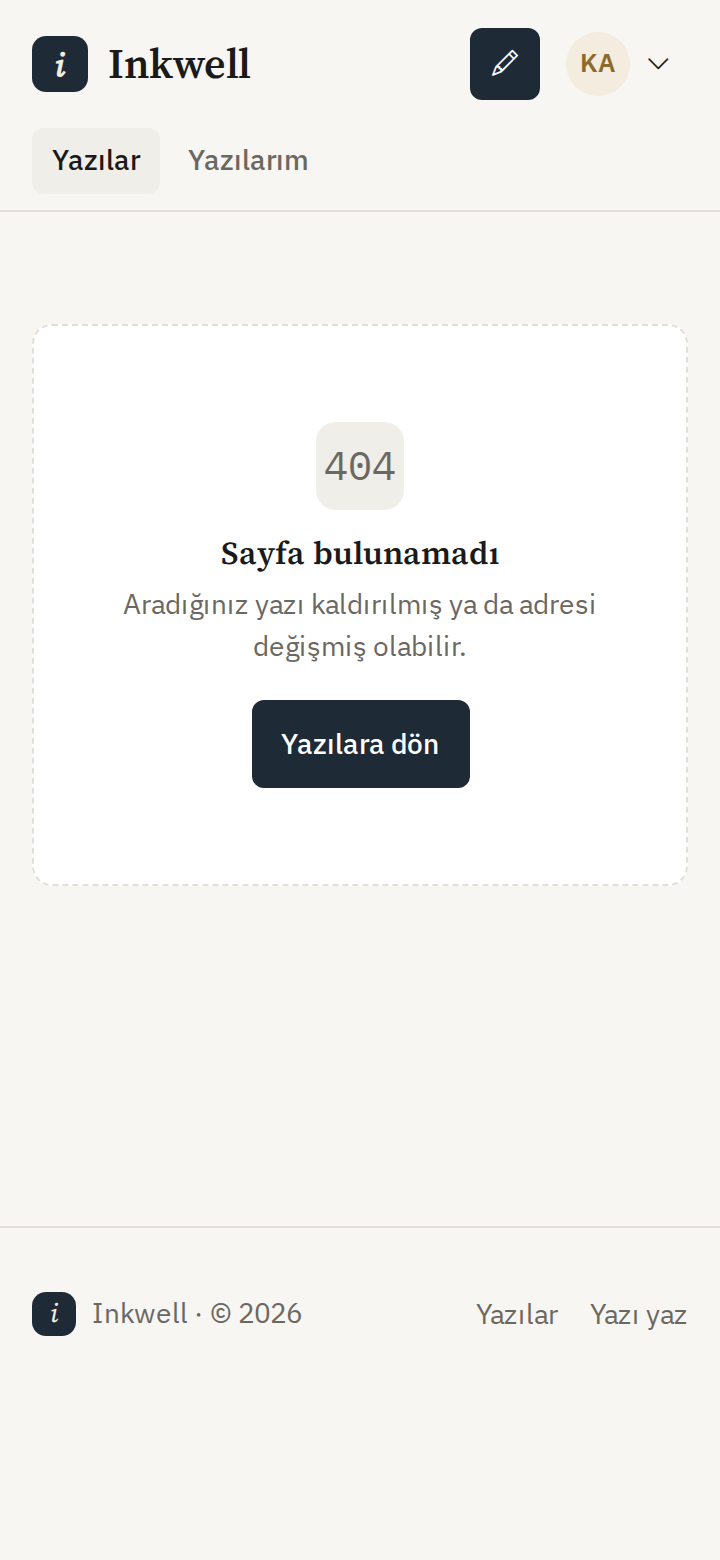 i Inkwell
KA
Yazılar
Yazılarım
404
Sayfa bulunamadı
Aradığınız yazı kaldırılmış ya da adresi
değişmiş olabilir.
Yazılara dön
i Inkwell · © 2026
Yazılar
Yazı yaz